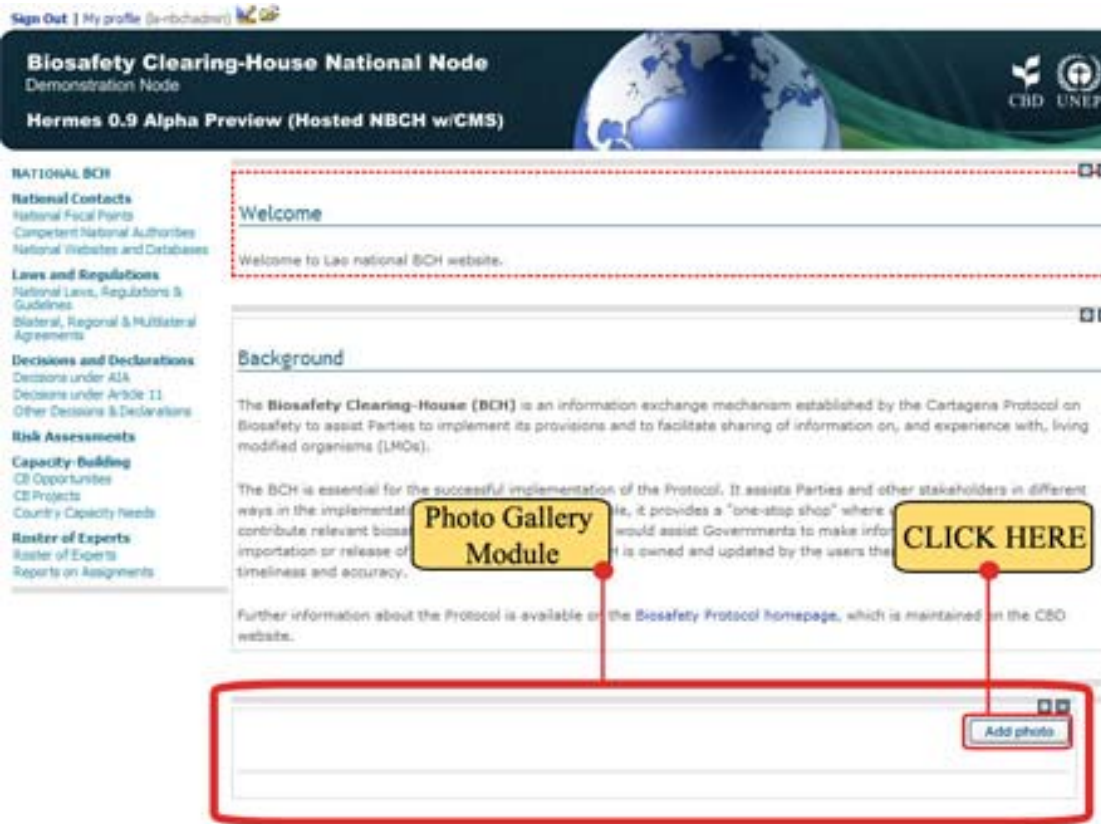 Sign Out | My profile (la-nbchadmin)
Biosafety Clearing-House National Node
Demonstration Node
Hermes 0.9 Alpha Preview (Hosted NBCH w/CMS)
CBD UNEP
NATIONAL BCH
National Contacts
National Focal Points
Competent National Authorities
National Websites and Databases
Laws and Regulations
National Laws, Regulations &
Guidelines
Bilateral, Regional & Multilateral
Agreements
Decisions and Declarations
Decisions under AIA
Decisions under Article 11
Other Decisions & Declarations
Risk Assessments
Capacity-Building
CB Opportunities
CB Projects
Country Capacity Needs
Roster of Experts
Roster of Experts
Reports on Assignments
Welcome
Welcome to Lao national BCH website.
Background
The Biosafety Clearing-House (BCH) is an information exchange mechanism established by the Cartagena Protocol on
Biosafety to assist Parties to implement its provisions and to facilitate sharing of information on, and experience with, living
modified organisms (LMOs).
The BCH is essential for the successful implementation of the Protocol. It assists Parties and other stakeholders in different
ways in the it provides a "one-stop shop" where
contribute relevant would assist Governments to make
importation or release of is owned and updated by the users
timeliness and accuracy.
Further information about the Protocol is available on the Biosafety Protocol homepage, which is maintained on the CBD
website.
Photo Gallery
Module
CLICK HERE
Add photo